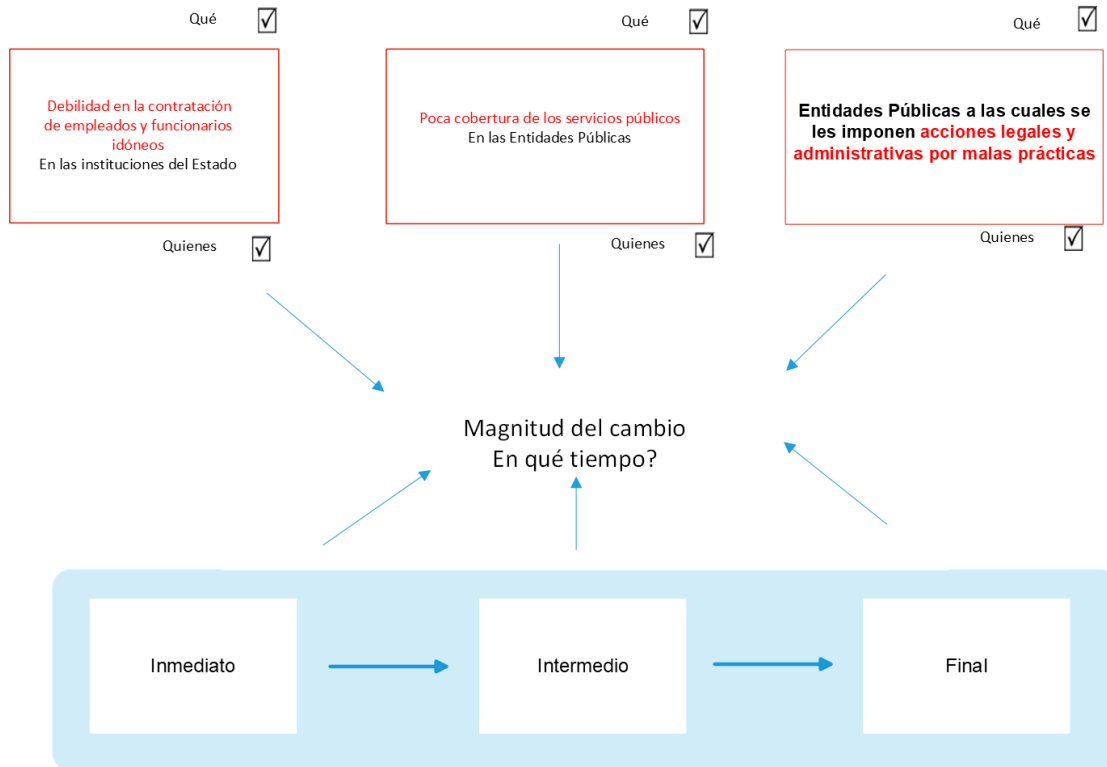 Qué
Qué
Qué
Debilidad en la contratación
de empleados y funcionarios
idóneos
En las instituciones del Estado
Poca cobertura de los servicios públicos
En las Entidades Públicas
Entidades Públicas a las cuales se
les imponen acciones legales y
administrativas por malas prácticas
Quienes
Quienes
Quienes
Magnitud del cambio
En qué tiempo?
Inmediato
Intermedio
Final